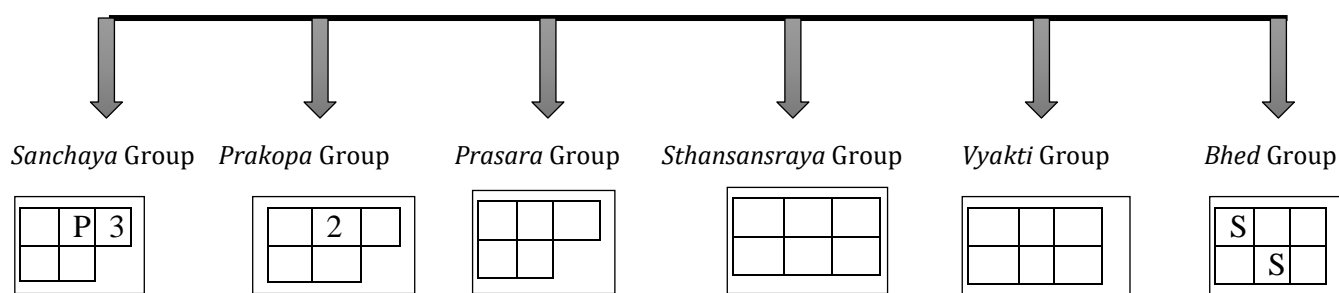 Sanchaya Group Prakopa Group Prasara Group Sthansansraya Group Vyakti Group Bhed Group
P 3 2 S
S